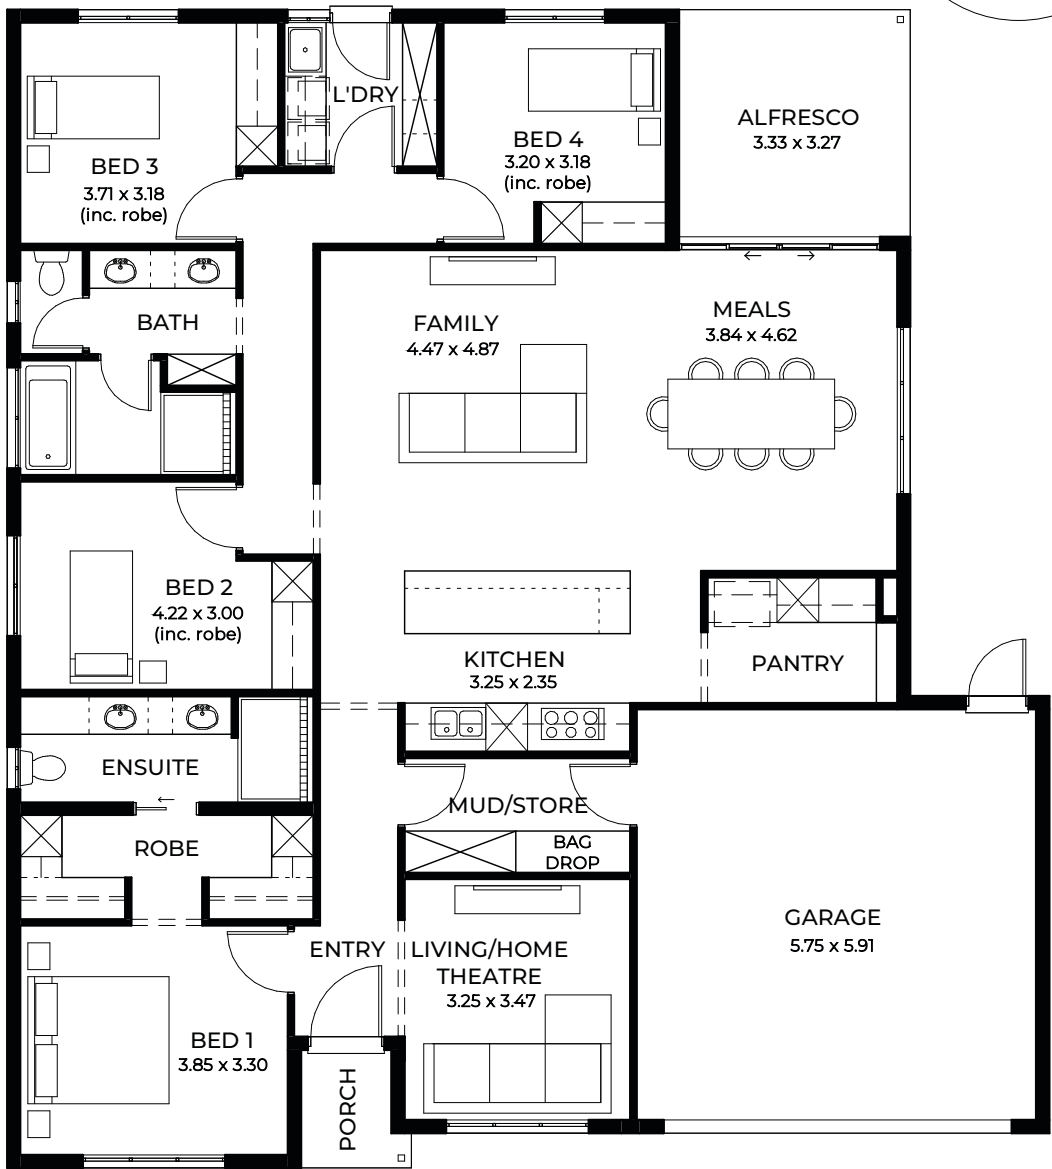 L'DRY
ALFRESCO
3.33 x 3.27
BED 4
3.20 x 3.18
(inc. robe)
BED 3
3.71 x 3.18
(inc. robe)
BATH
FAMILY
4.47 x 4.87
MEALS
3.84 x 4.62
BED 2
4.22 x 3.00
(inc. robe)
KITCHEN
3.25 x 2.35
PANTRY
ENSUITE
MUD/STORE
ROBE
BAG
DROP
GARAGE
5.75 x 5.91
ENTRY
LIVING/HOME
THEATRE
3.25 x 3.47
BED 1
3.85 x 3.30
PORCH